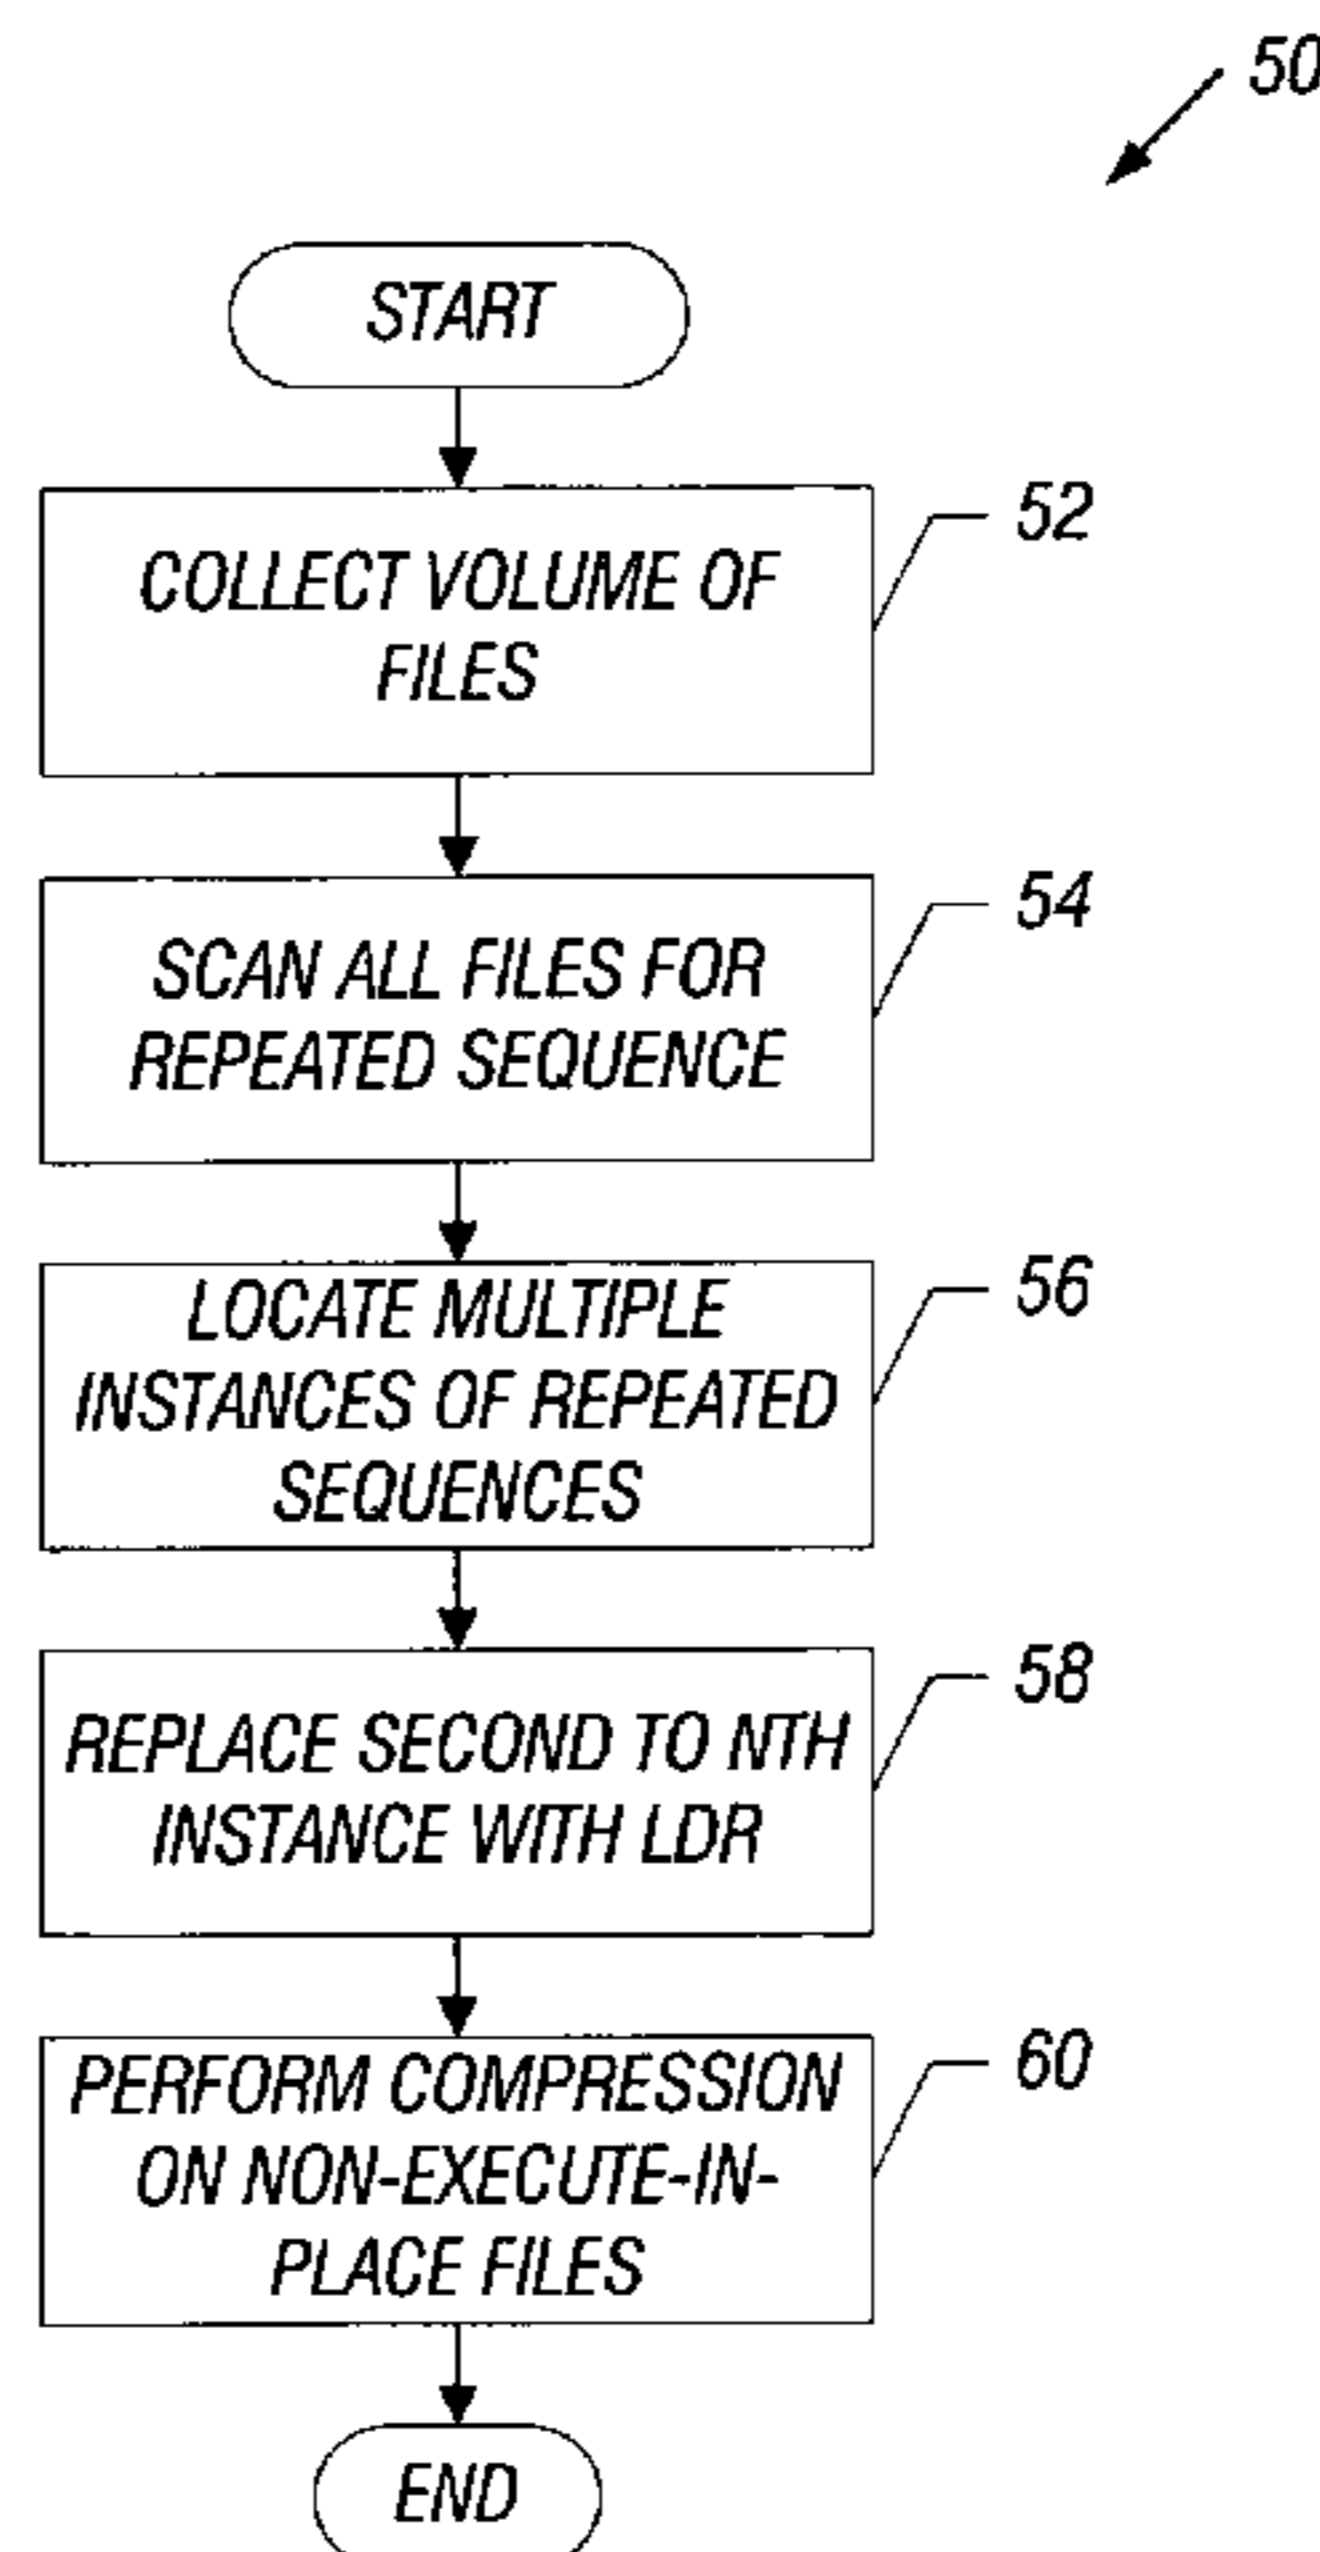 50
START
COLLECT VOLUME OF
FILES
52
SCAN ALL FILES FOR
REPEATED SEQUENCE
54
LOCATE MULTIPLE
INSTANCES OF REPEATED
SEQUENCES
56
REPLACE SECOND TO NTH
INSTANCE WITH LDR
58
PERFORM COMPRESSION
ON NON-EXECUTE-IN-
PLACE FILES
60
END